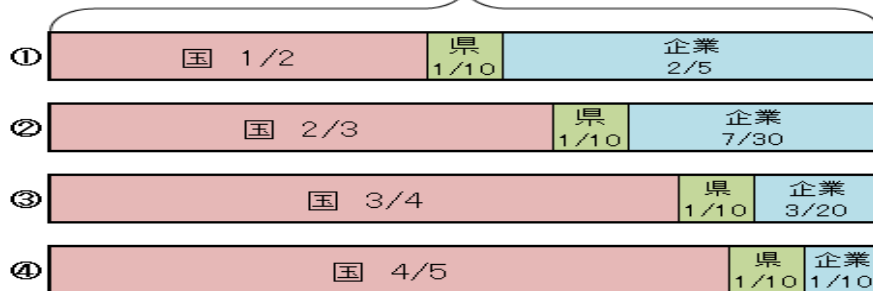 ① 国 1/2 県 企業
1/10 2/5
② 国 2/3 県 企業
1/10 7/30
③ 国 3/4 県 企業
1/10 3/20
④ 国 4/5 県 企業
1/10 1/10